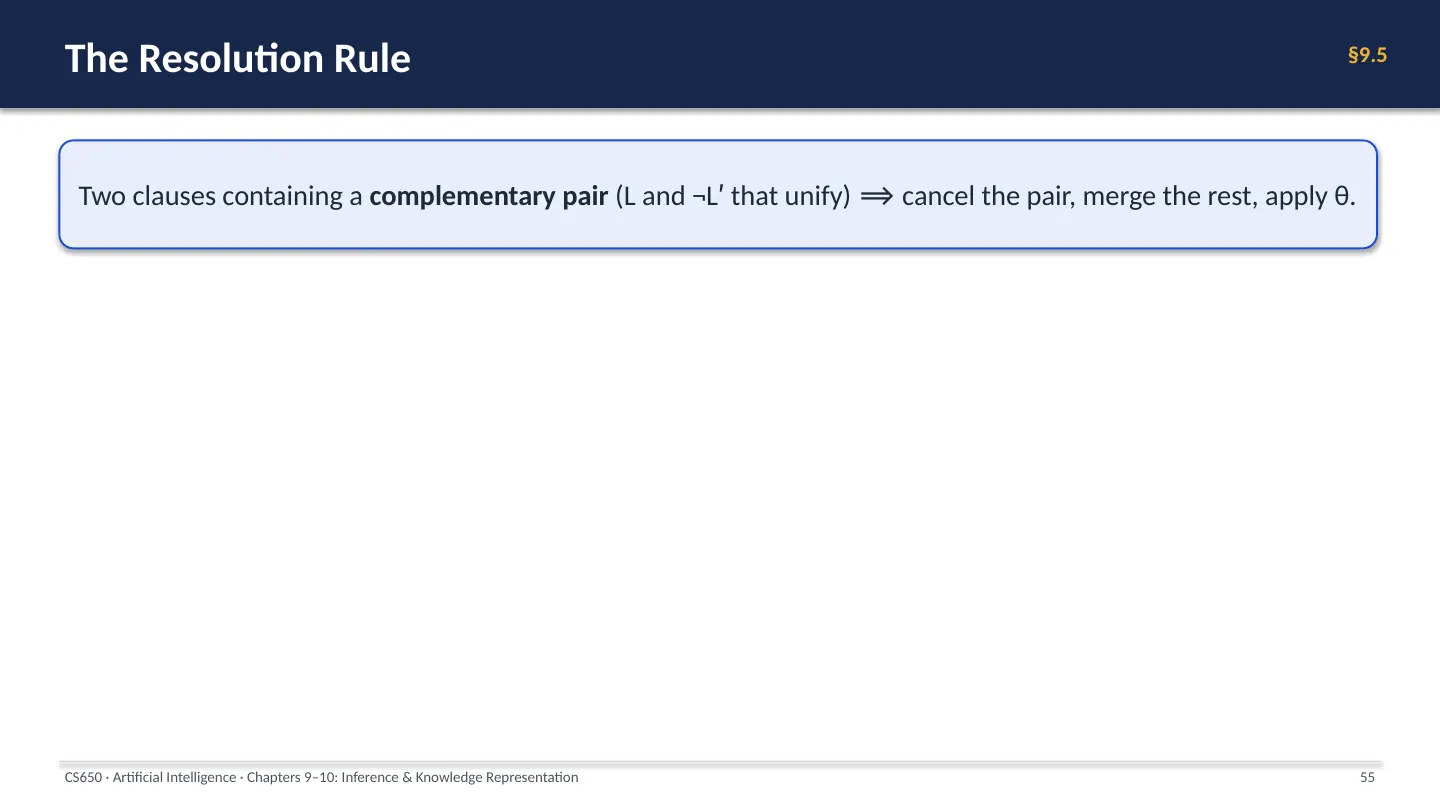 The Resolution Rule
§9.5
Two clauses containing a complementary pair (L and ¬L′ that unify) ⟹ cancel the pair, merge the rest, apply θ.
CS650 · Artificial Intelligence · Chapters 9–10: Inference & Knowledge Representation
55